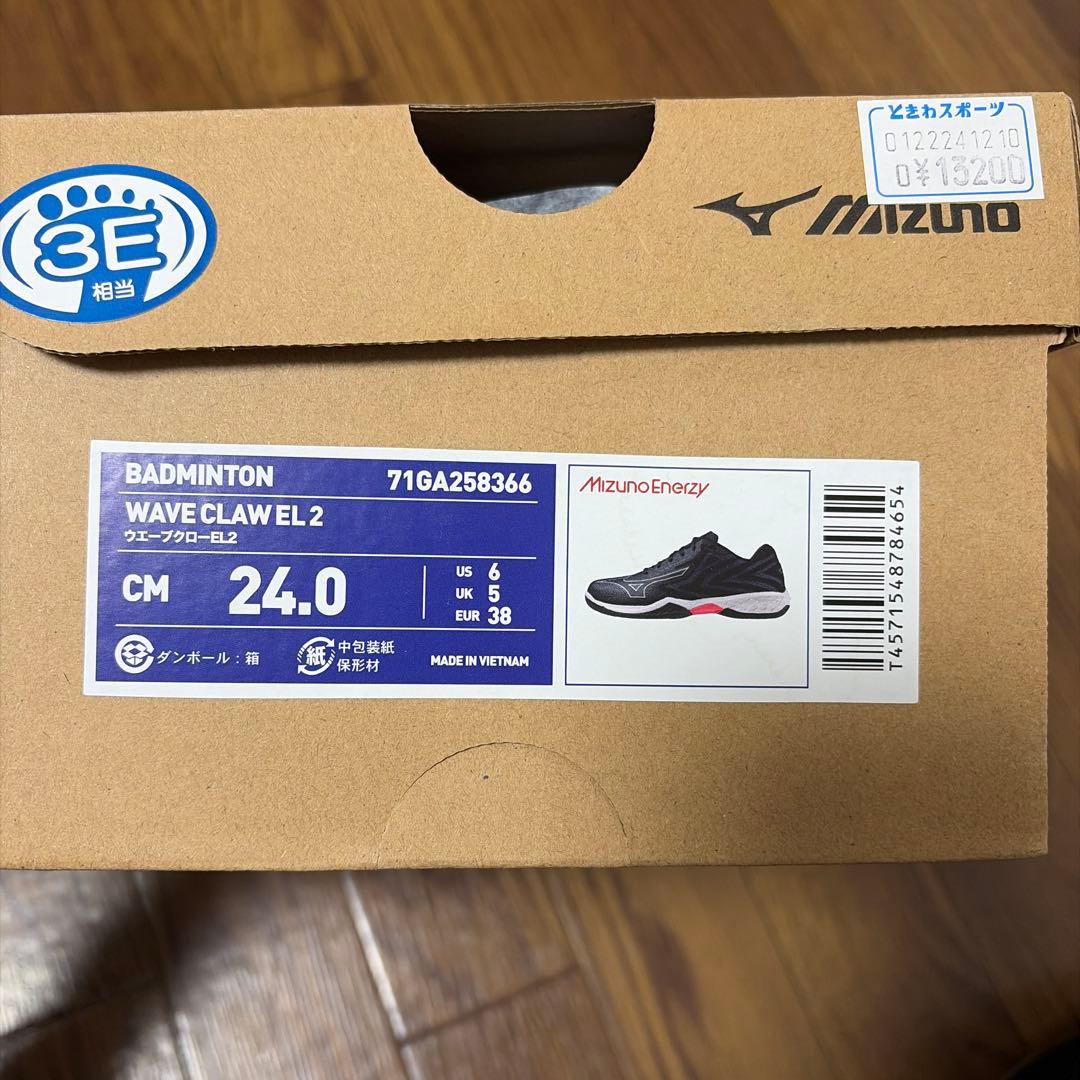 ときわスポーツ
0122241210
0¥13200
MIZUNO
3E
相当
BADMINTON 71GA258366
WAVE CLAW EL 2
ウエーブクローEL2
CM 24.0
US 6
UK 5
EUR 38
ダンボール：箱
紙 中包装紙
保形材
MADE IN VIETNAM
MizunoEnerzy
T4571548784654